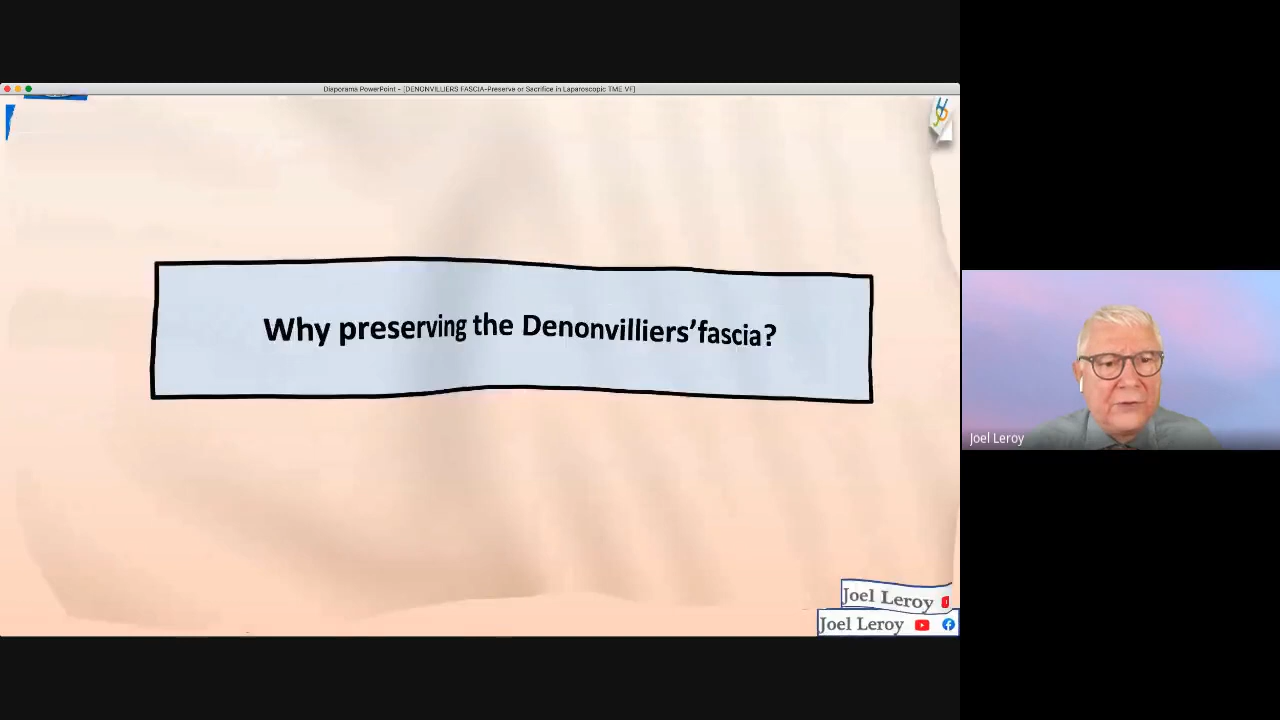 Diaporama PowerPoint - [DENONVILLIERS FASCIA-Preserve or Sacrifice in Laparoscopic TME VF]
Why preserving the Denonvilliers'fascia?
Joel Leroy
Joel Leroy
Joel Leroy